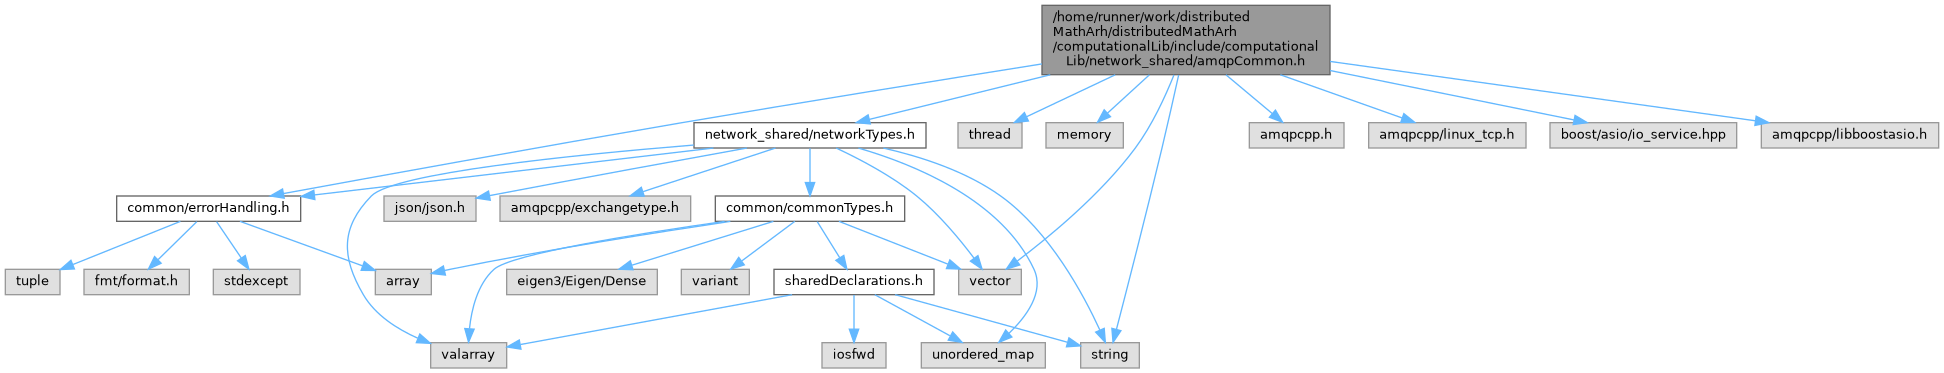 /home/runner/work/distributed
MathArh/distributedMathArh
/computationalLib/include/computational
Lib/network_shared/amqpCommon.h
network_shared/networkTypes.h
thread
memory
amqpcpp.h
amqpcpp/linux_tcp.h
boost/asio/io_service.hpp
amqpcpp/libboostasio.h
common/errorHandling.h
json/json.h
amqpcpp/exchangetype.h
common/commonTypes.h
tuple
fmt/format.h
stdexcept
array
eigen3/Eigen/Dense
variant
sharedDeclarations.h
vector
valarray
iosfwd
unordered_map
string